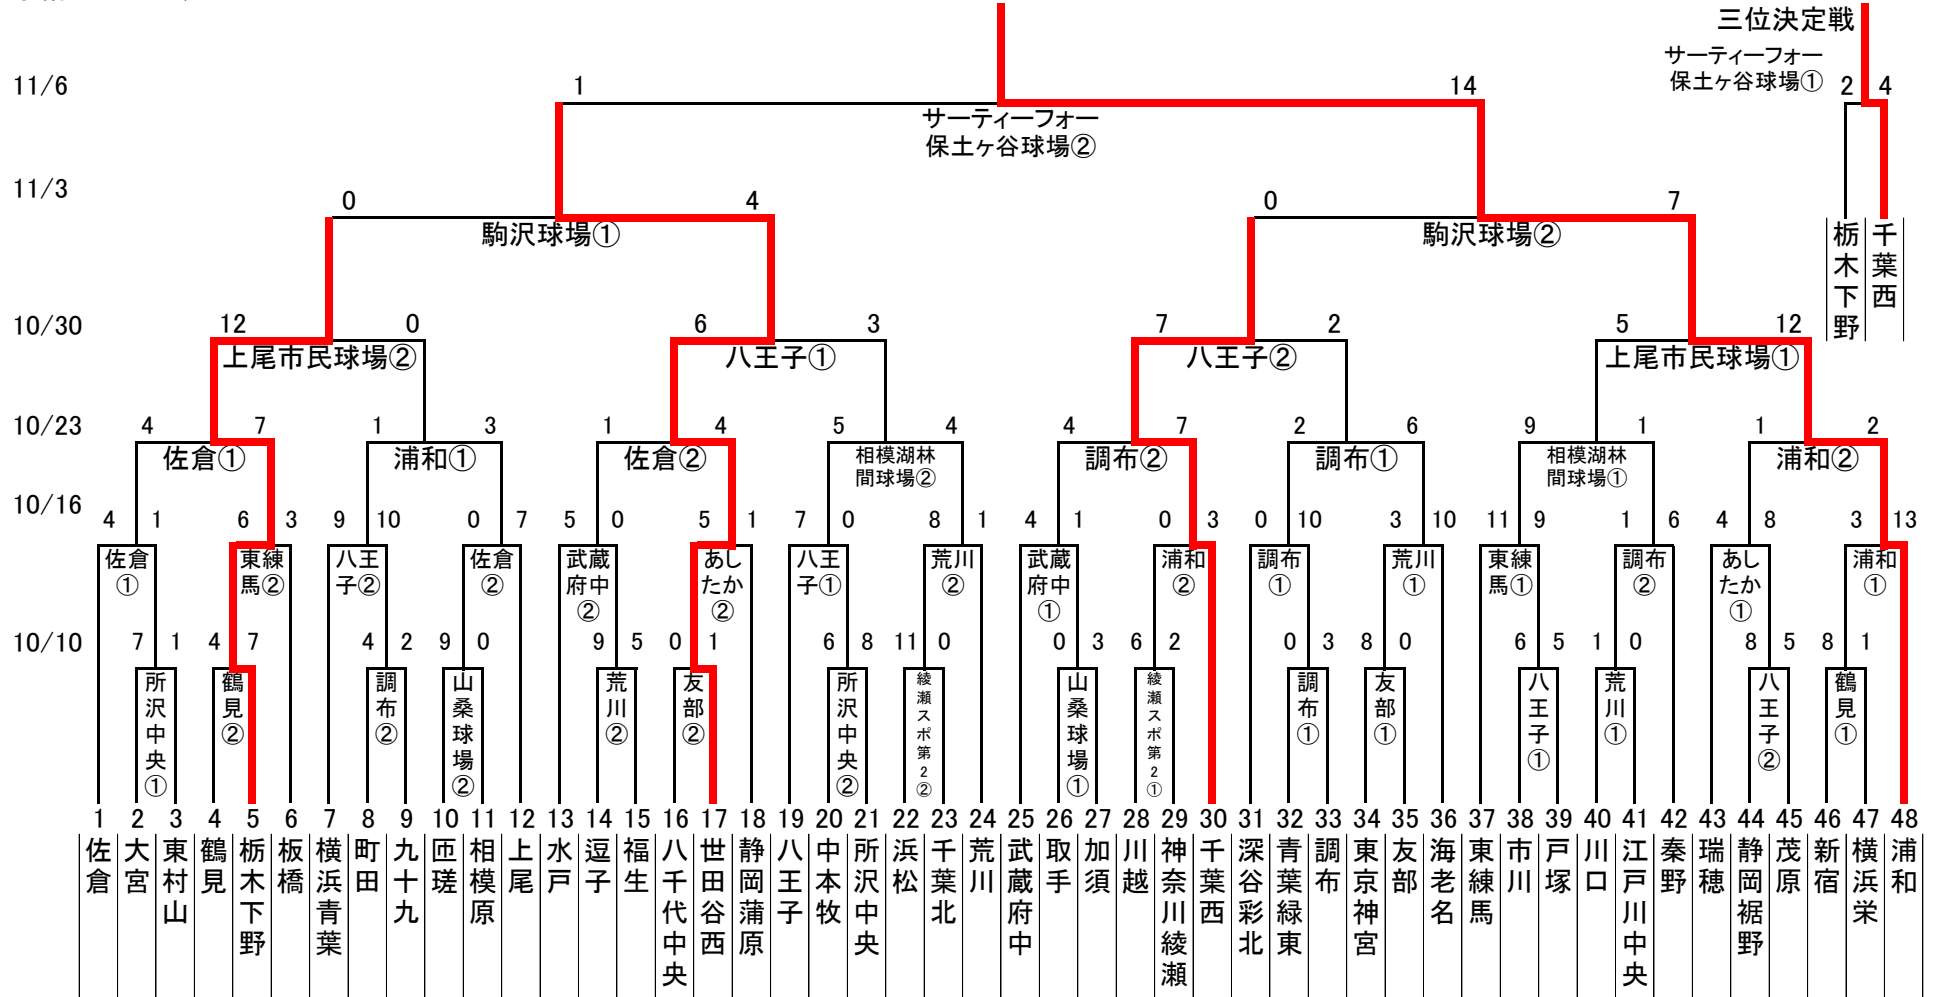 三位決定戦
サーティーフォー
保土ヶ谷球場①
11/6
1 14 2 4
サーティーフォー
保土ヶ谷球場②
11/3
0 4 0 7
駒沢球場① 駒沢球場②
栃木下野 千葉西
10/30
12 0 6 3 7 2 5 12
上尾市民球場② 八王子① 八王子② 上尾市民球場①
10/23
4 7 1 3 1 4 5 4 4 7 2 6 9 1 1 2
佐倉① 浦和① 佐倉② 相模湖林間球場② 調布② 調布① 相模湖林間球場① 浦和②
10/16
4 1 6 3 9 10 0 7 5 0 5 1 7 0 8 1 4 1 0 3 0 10 3 10 11 9 1 6 4 8 3 13
佐倉① 東練馬② 八王子② 佐倉② 武蔵府中② あしたか② 八王子① 荒川② 武蔵府中① 浦和② 調布① 荒川① 東練馬① 調布② あしたか① 浦和①
10/10
7 1 4 7 4 2 9 0 9 5 0 1 6 8 11 0 0 3 6 2 0 3 8 0 6 5 1 0 8 5 8 1
所沢中央① 鶴見② 調布② 山桑球場② 荒川② 友部② 所沢中央② 綾瀬スポ第2② 山桑球場① 綾瀬スポ第2① 調布① 友部① 八王子① 荒川① 八王子② 鶴見①
1 2 3 4 5 6 7 8 9 10 11 12 13 14 15 16 17 18 19 20 21 22 23 24 25 26 27 28 29 30 31 32 33 34 35 36 37 38 39 40 41 42 43 44 45 46 47 48
佐倉
大宮
東村山
鶴見
栃木下野
板橋
横浜青葉
町田
九十九
匝瑳
相模原
上尾
水戸
逗子
福生
八千代中央
世田谷西
静岡蒲原
八王子
中本牧
所沢中央
浜松
千葉北
荒川
武蔵府中
取手
加須
川越
神奈川綾瀬
千葉西
深谷彩北
青葉緑東
調布
東京神宮
友部
海老名
東練馬
市川
戸塚
川口
江戸川中央
秦野
瑞穂
静岡裾野
茂原
新宿
横浜栄
浦和